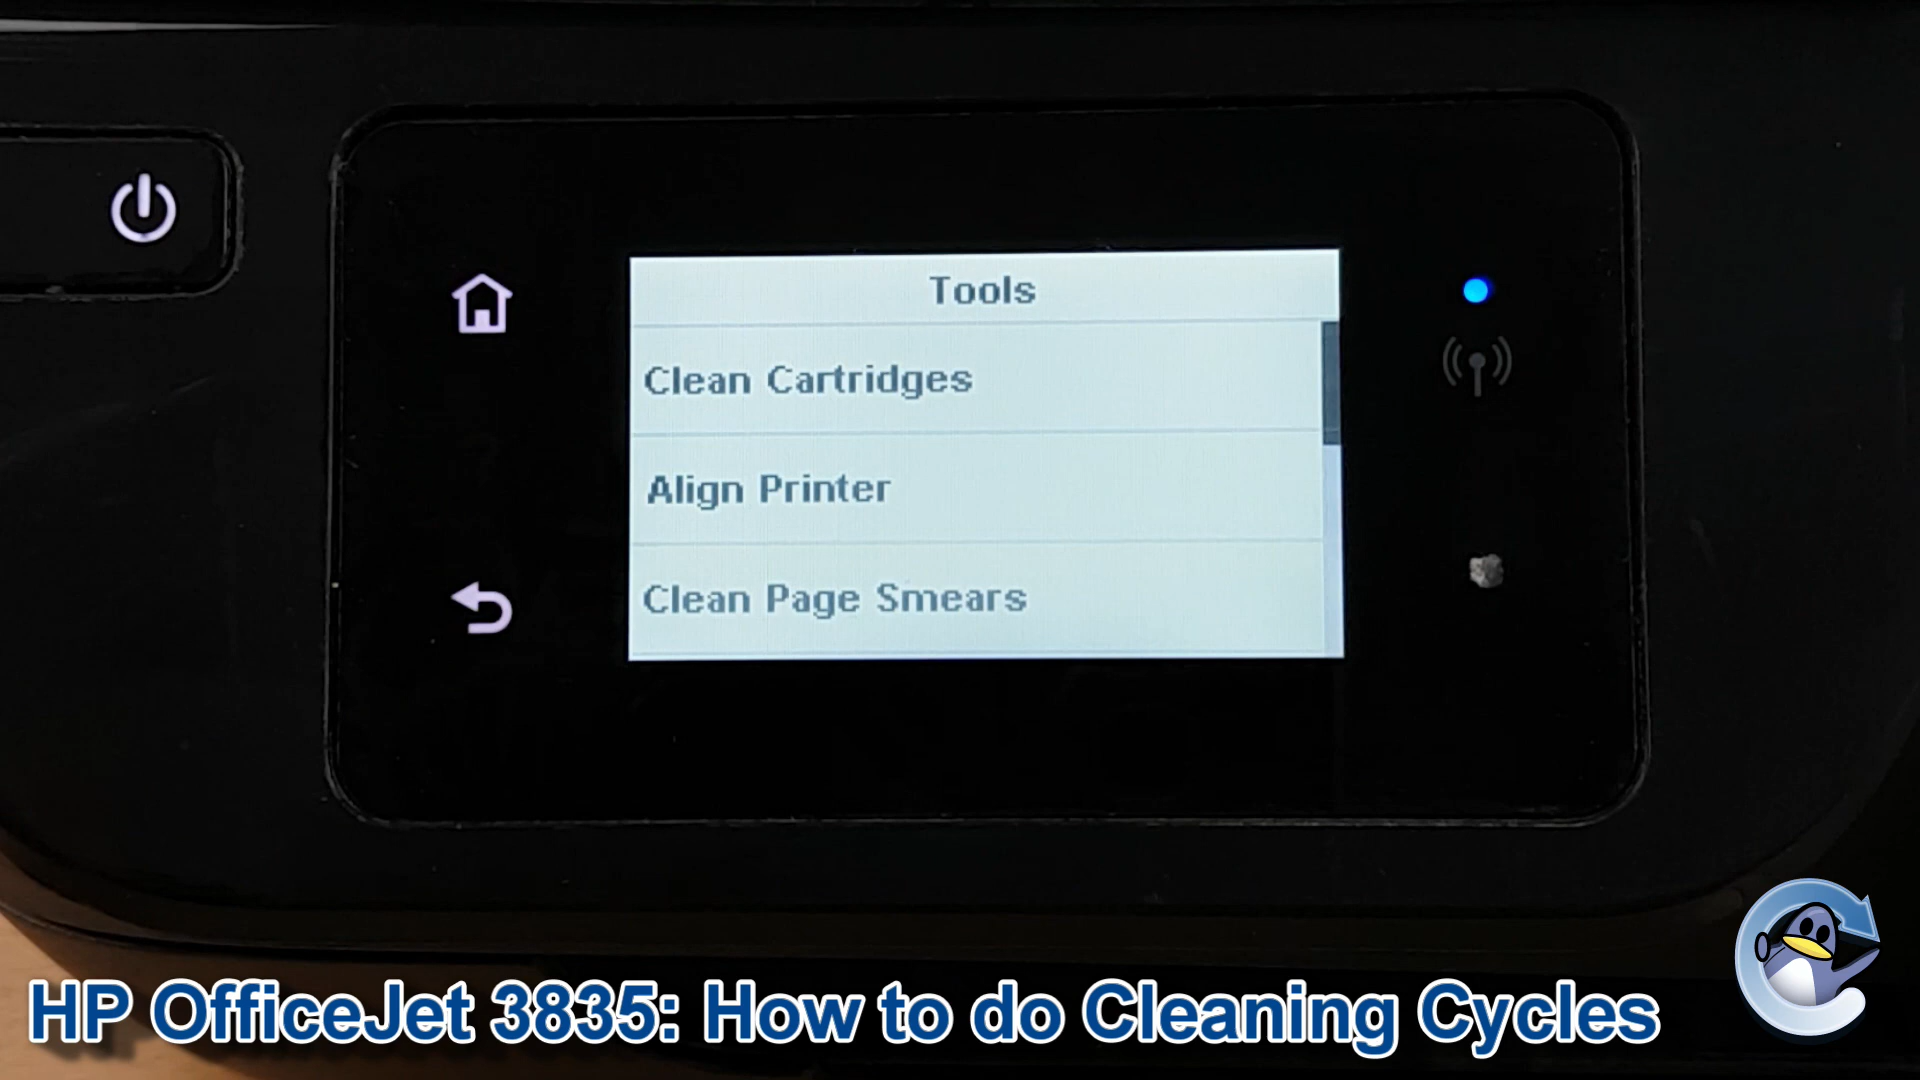 Tools
Clean Cartridges
Align Printer
Clean Page Smears
HP OfficeJet 3835: How to do Cleaning Cycles